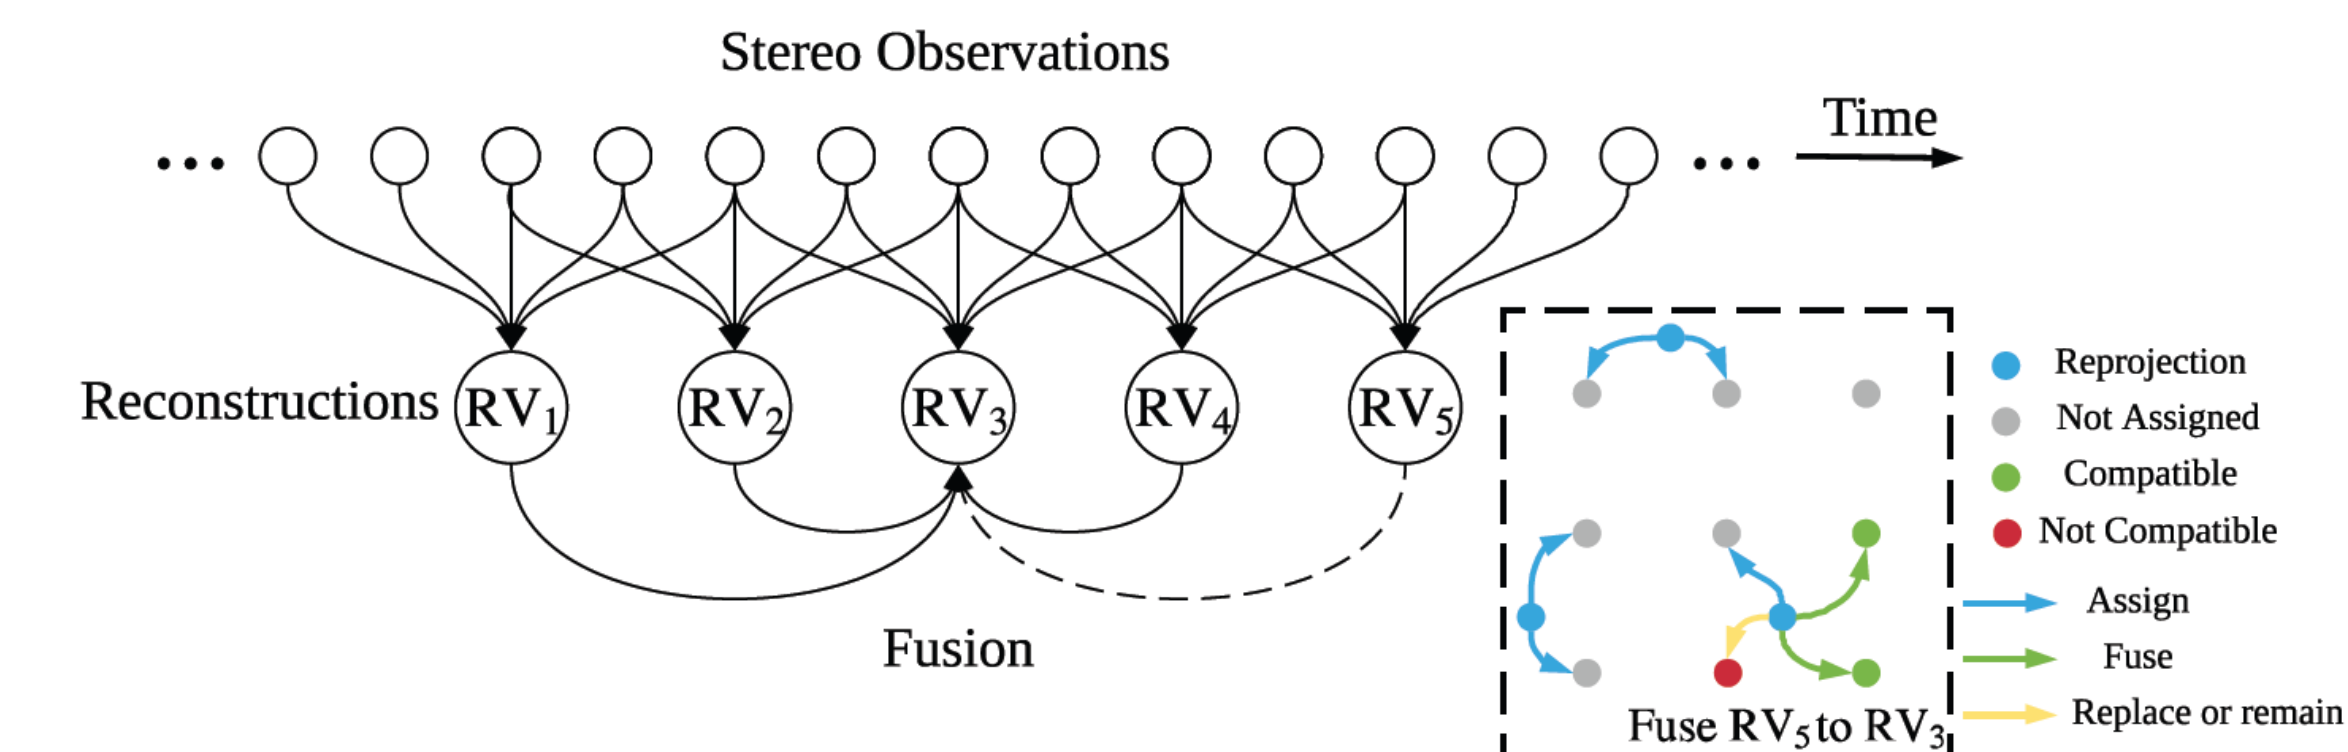 Stereo Observations
... ... Time
Reconstructions RV₁ RV₂ RV₃ RV₄ RV₅
Fusion
Reprojection
Not Assigned
Compatible
Not Compatible
Assign
Fuse
Replace or remain
Fuse RV₅ to RV₃